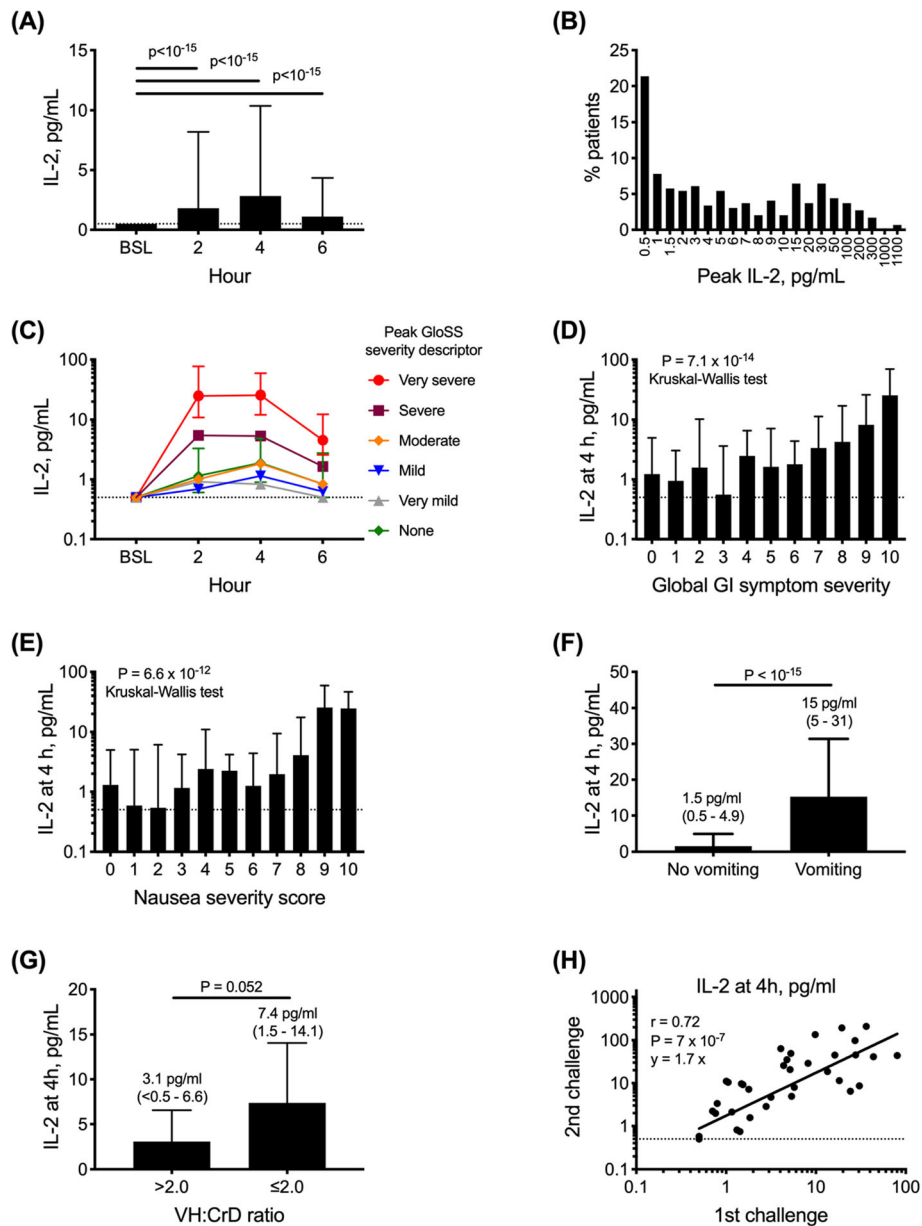 (A)
15
10
5
0
IL-2, pg/mL
p<10-15
p<10-15
p<10-15
BSL 2 4 6
Hour
(B)
25
20
15
10
5
0
% patients
0.5 1 1.5 2 3 4 5 6 7 8 9 10 15 20 30 50 100 200 300 1000 1100
Peak IL-2, pg/mL
(C)
100
10
1
0.1
IL-2, pg/mL
BSL 2 4 6
Hour
Peak GloSS
severity descriptor
Very severe
Severe
Moderate
Mild
Very mild
None
(D)
P = 7.1 x 10-14
Kruskal-Wallis test
100
10
1
0.1
IL-2 at 4 h, pg/mL
0 1 2 3 4 5 6 7 8 9 10
Global GI symptom severity
(E)
P = 6.6 x 10-12
Kruskal-Wallis test
100
10
1
0.1
IL-2 at 4 h, pg/mL
0 1 2 3 4 5 6 7 8 9 10
Nausea severity score
(F)
50
40
30
20
10
0
IL-2 at 4 h, pg/mL
P < 10-15
15 pg/ml
(5 - 31)
1.5 pg/ml
(0.5 - 4.9)
No vomiting Vomiting
(G)
20
15
10
5
0
IL-2 at 4h, pg/mL
P = 0.052
7.4 pg/ml
(1.5 - 14.1)
3.1 pg/ml
(<0.5 - 6.6)
>2.0 ≤2.0
VH:CrD ratio
(H)
IL-2 at 4h, pg/ml
1000
100
10
1
0.1
2nd challenge
r = 0.72
P = 7 x 10-7
y = 1.7 x
0.1 1 10 100
1st challenge